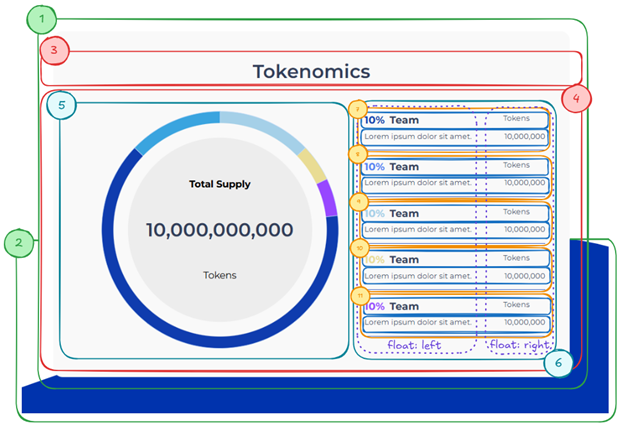 1
3
Tokenomics
4
5
7
10% Team Tokens
Lorem ipsum dolor sit amet. 10,000,000
8
10% Team Tokens
Lorem ipsum dolor sit amet. 10,000,000
Total Supply
9
10% Team Tokens
Lorem ipsum dolor sit amet. 10,000,000
10,000,000,000
2
10
10% Team Tokens
Lorem ipsum dolor sit amet. 10,000,000
Tokens
11
10% Team Tokens
Lorem ipsum dolor sit amet. 10,000,000
float: left float: right
6